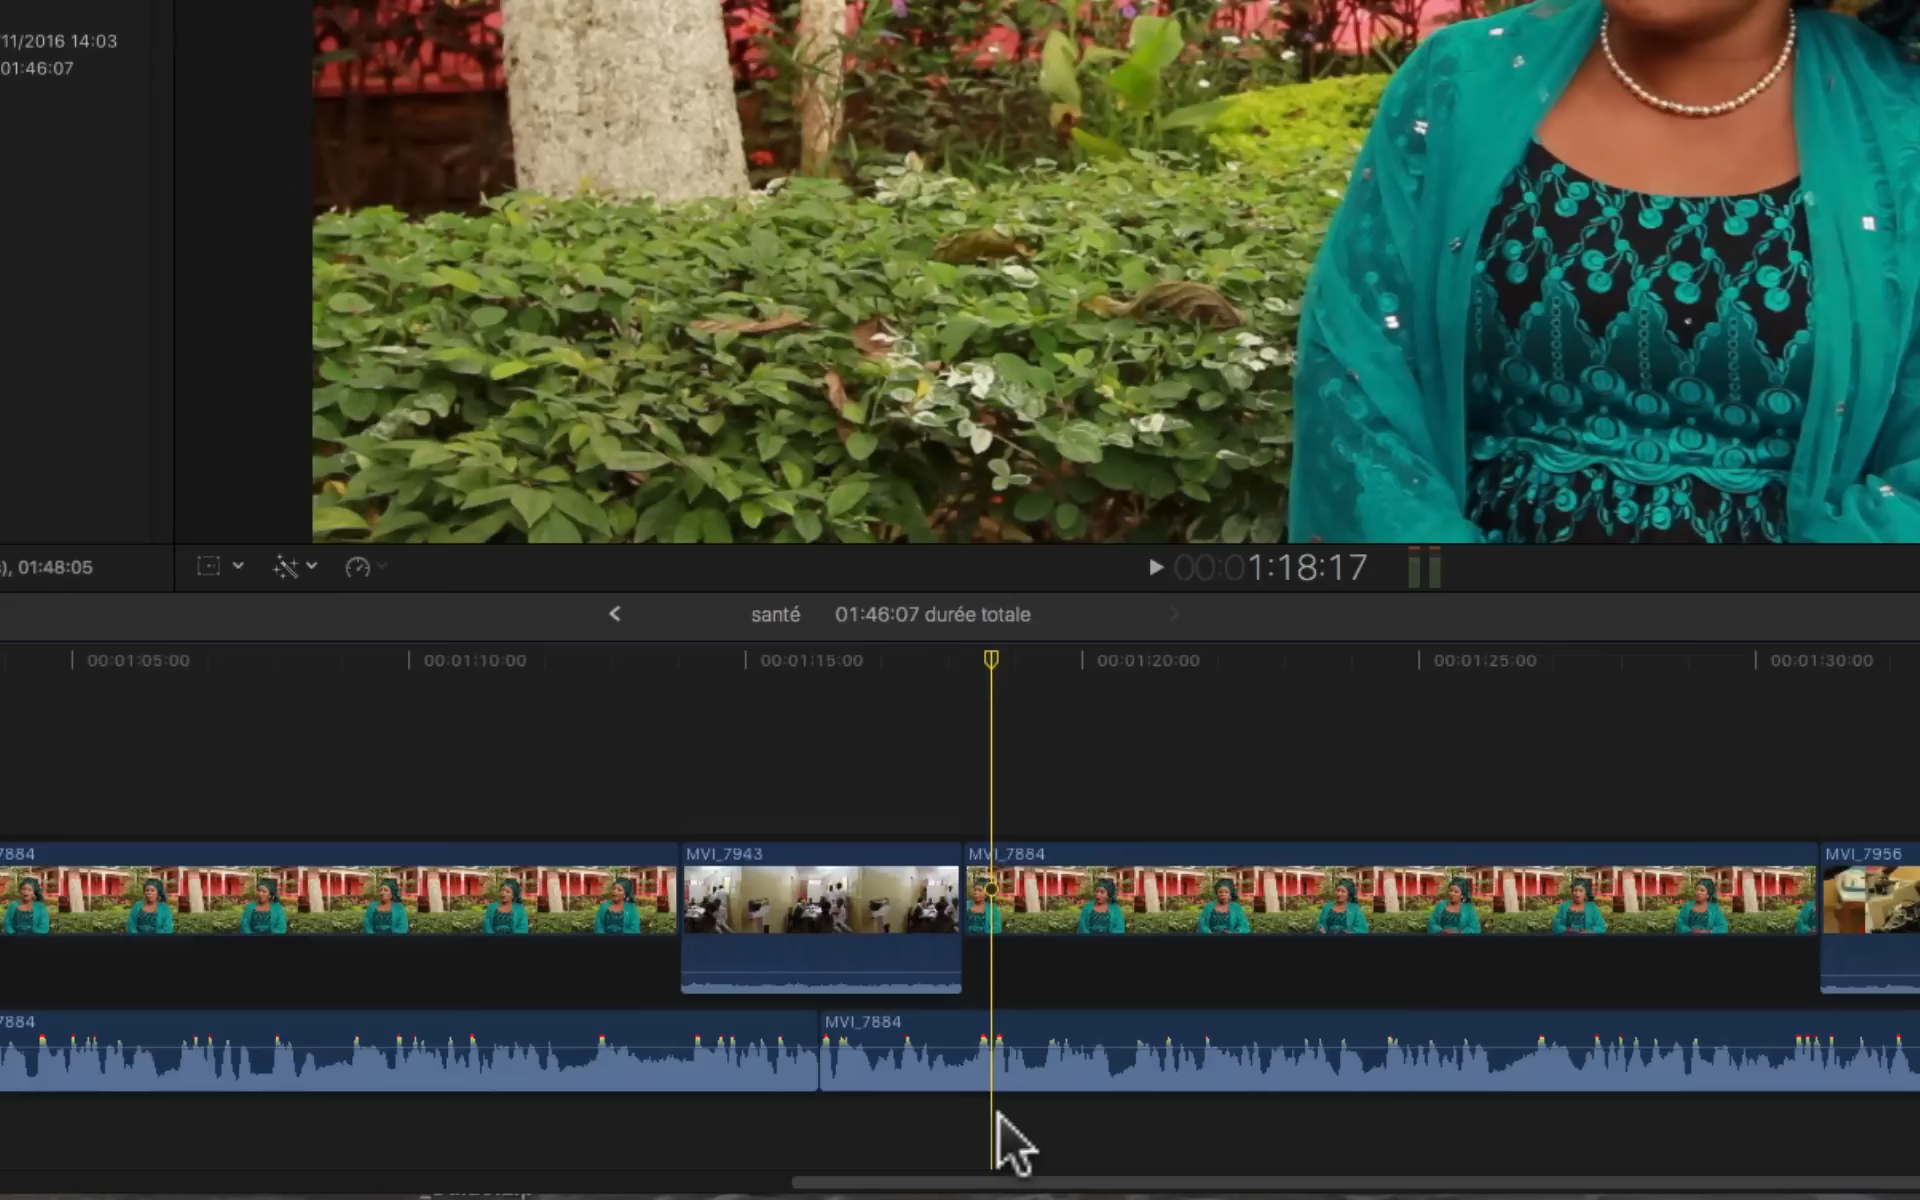 11/2016 14:03
01:46:07
), 01:48:05
00:01:18:17
santé 01:46:07 durée totale
00:01:05:00 00:01:10:00 00:01:15:00 00:01:20:00 00:01:25:00 00:01:30:00
7884 MVI_7943 MVI_7884 MVI_7956
7884 MVI_7884